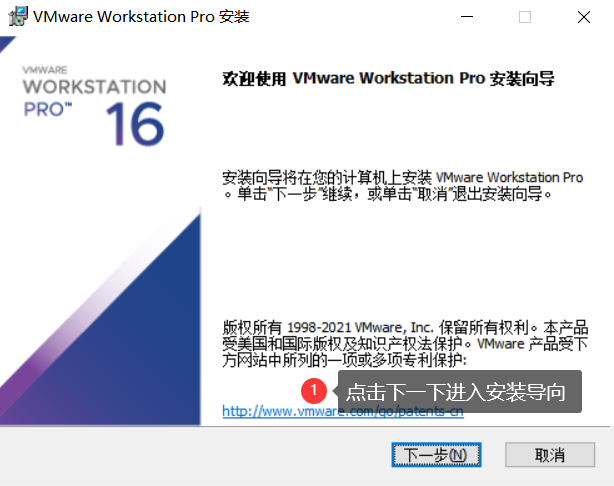 VMware Workstation Pro 安装
VMWARE
WORKSTATION
PRO™ 16
欢迎使用 VMware Workstation Pro 安装向导
安装向导将在您的计算机上安装 VMware Workstation Pro
。单击“下一步”继续，或单击“取消”退出安装向导。
版权所有 1998-2021 VMware, Inc. 保留所有权利。本产品
受美国和国际版权及知识产权法保护。VMware 产品受下
方网站中所列的一项或多项专利保护:
1 点击下一下进入安装导向
http://www.vmware.com/go/patents-cn
下一步(N) 取消